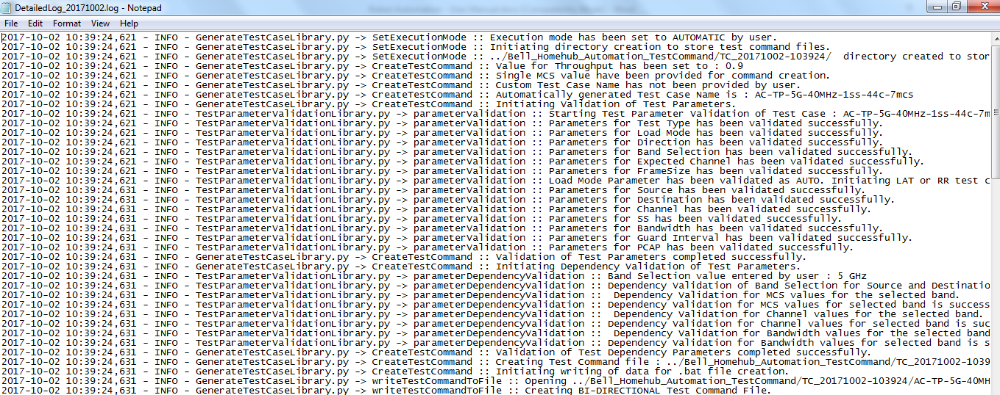 DetailedLog_20171002.log - Notepad
File Edit Format View Help
2017-10-02 10:39:24,621 - INFO - GenerateTestCaseLibrary.py -> SetExecutionMode :: Execution mode has been set to AUTOMATIC by user.
2017-10-02 10:39:24,621 - INFO - GenerateTestCaseLibrary.py -> SetExecutionMode :: Initiating directory creation to store test command files.
2017-10-02 10:39:24,621 - INFO - GenerateTestCaseLibrary.py -> SetExecutionMode :: ../Bell_Homehub_Automation_TestCommand/TC_20171002-103924/  directory created to stor
2017-10-02 10:39:24,621 - INFO - GenerateTestCaseLibrary.py -> CreateTestCommand :: Value for Throughput has been set to : 0.9
2017-10-02 10:39:24,621 - INFO - GenerateTestCaseLibrary.py -> CreateTestCommand :: Single MCS value have been provided for command creation.
2017-10-02 10:39:24,621 - INFO - GenerateTestCaseLibrary.py -> CreateTestCommand :: Custom Test Case Name has not been provided by user.
2017-10-02 10:39:24,621 - INFO - GenerateTestCaseLibrary.py -> CreateTestCommand :: Automatically generated Test Case Name is : AC-TP-5G-40MHz-1ss-44c-7mcs
2017-10-02 10:39:24,621 - INFO - GenerateTestCaseLibrary.py -> CreateTestCommand :: Initiating Validation of Test Parameters.
2017-10-02 10:39:24,621 - INFO - TestParameterValidationLibrary.py -> parameterValidation :: Starting Test Parameter Validation of Test Case : AC-TP-5G-40MHz-1ss-44c-7m
2017-10-02 10:39:24,621 - INFO - TestParameterValidationLibrary.py -> parameterValidation :: Parameters for Test Type has been validated successfully.
2017-10-02 10:39:24,621 - INFO - TestParameterValidationLibrary.py -> parameterValidation :: Parameters for Load Mode has been validated successfully.
2017-10-02 10:39:24,621 - INFO - TestParameterValidationLibrary.py -> parameterValidation :: Parameters for Direction has been validated successfully.
2017-10-02 10:39:24,621 - INFO - TestParameterValidationLibrary.py -> parameterValidation :: Parameters for Band Selection has been validated successfully.
2017-10-02 10:39:24,621 - INFO - TestParameterValidationLibrary.py -> parameterValidation :: Parameters for Expected Channel has been validated successfully.
2017-10-02 10:39:24,621 - INFO - TestParameterValidationLibrary.py -> parameterValidation :: Parameters for FrameSize has been validated successfully.
2017-10-02 10:39:24,621 - INFO - TestParameterValidationLibrary.py -> parameterValidation :: Load Mode Parameter has been validated as AUTO. Initiating LAT or RR test c
2017-10-02 10:39:24,631 - INFO - TestParameterValidationLibrary.py -> parameterValidation :: Parameters for Source has been validated successfully.
2017-10-02 10:39:24,631 - INFO - TestParameterValidationLibrary.py -> parameterValidation :: Parameters for Destination has been validated successfully.
2017-10-02 10:39:24,631 - INFO - TestParameterValidationLibrary.py -> parameterValidation :: Parameters for Channel has been validated successfully.
2017-10-02 10:39:24,631 - INFO - TestParameterValidationLibrary.py -> parameterValidation :: Parameters for SS has been validated successfully.
2017-10-02 10:39:24,631 - INFO - TestParameterValidationLibrary.py -> parameterValidation :: Parameters for Bandwidth has been validated successfully.
2017-10-02 10:39:24,631 - INFO - TestParameterValidationLibrary.py -> parameterValidation :: Parameters for Guard Interval has been validated successfully.
2017-10-02 10:39:24,631 - INFO - TestParameterValidationLibrary.py -> parameterValidation :: Parameters for PCAP has been validated successfully.
2017-10-02 10:39:24,631 - INFO - GenerateTestCaseLibrary.py -> CreateTestCommand :: Validation of Test Parameters completed successfully.
2017-10-02 10:39:24,631 - INFO - GenerateTestCaseLibrary.py -> CreateTestCommand :: Initiating Dependency Validation of Test Parameters.
2017-10-02 10:39:24,631 - INFO - TestParameterValidationLibrary.py -> parameterDependencyValidation :: Band Selection value entered by user : 5 GHz
2017-10-02 10:39:24,631 - INFO - TestParameterValidationLibrary.py -> parameterDependencyValidation :: Dependency Validation of Band Selection for Source and Destinatio
2017-10-02 10:39:24,631 - INFO - TestParameterValidationLibrary.py -> parameterDependencyValidation ::  Dependency Validation for MCS values for the selected band.
2017-10-02 10:39:24,631 - INFO - TestParameterValidationLibrary.py -> parameterDependencyValidation :: Dependency Validation for MCS values for selected band is success
2017-10-02 10:39:24,631 - INFO - TestParameterValidationLibrary.py -> parameterDependencyValidation ::  Dependency Validation for Channel values for the selected band.
2017-10-02 10:39:24,631 - INFO - TestParameterValidationLibrary.py -> parameterDependencyValidation :: Dependency Validation for Channel values for selected band is suc
2017-10-02 10:39:24,631 - INFO - TestParameterValidationLibrary.py -> parameterDependencyValidation ::  Dependency Validation for Bandwidth values for the selected band
2017-10-02 10:39:24,631 - INFO - TestParameterValidationLibrary.py -> parameterDependencyValidation :: Dependency Validation for Bandwidth values for selected band is s
2017-10-02 10:39:24,631 - INFO - GenerateTestCaseLibrary.py -> CreateTestCommand :: Validation of Test Dependency Parameters completed successfully.
2017-10-02 10:39:24,631 - INFO - GenerateTestCaseLibrary.py -> CreateTestCommand :: Creating Test Command file : ../Bell_Homehub_Automation_TestCommand/TC_20171002-1039
2017-10-02 10:39:24,631 - INFO - GenerateTestCaseLibrary.py -> CreateTestCommand :: Initiating writing of data for .bat file creation.
2017-10-02 10:39:24,631 - INFO - GenerateTestCaseLibrary.py -> writeTestCommandToFile :: Opening ../Bell_Homehub_Automation_TestCommand/TC_20171002-103924/AC-TP-5G-40MH
2017-10-02 10:39:24,631 - INFO - GenerateTestCaseLibrary.py -> writeTestCommandToFile :: Creating BI-DIRECTIONAL Test Command File.